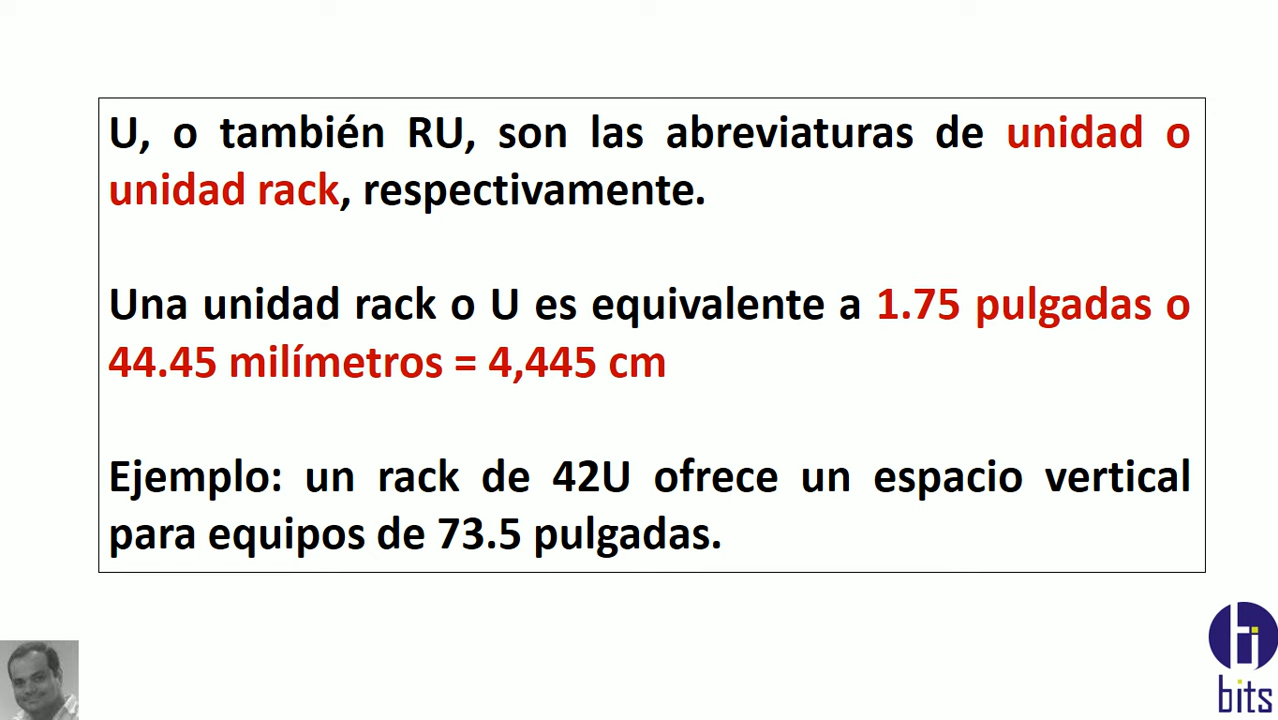 U, o también RU, son las abreviaturas de unidad o
unidad rack, respectivamente.
Una unidad rack o U es equivalente a 1.75 pulgadas o
44.45 milímetros = 4,445 cm
Ejemplo: un rack de 42U ofrece un espacio vertical
para equipos de 73.5 pulgadas.
bits